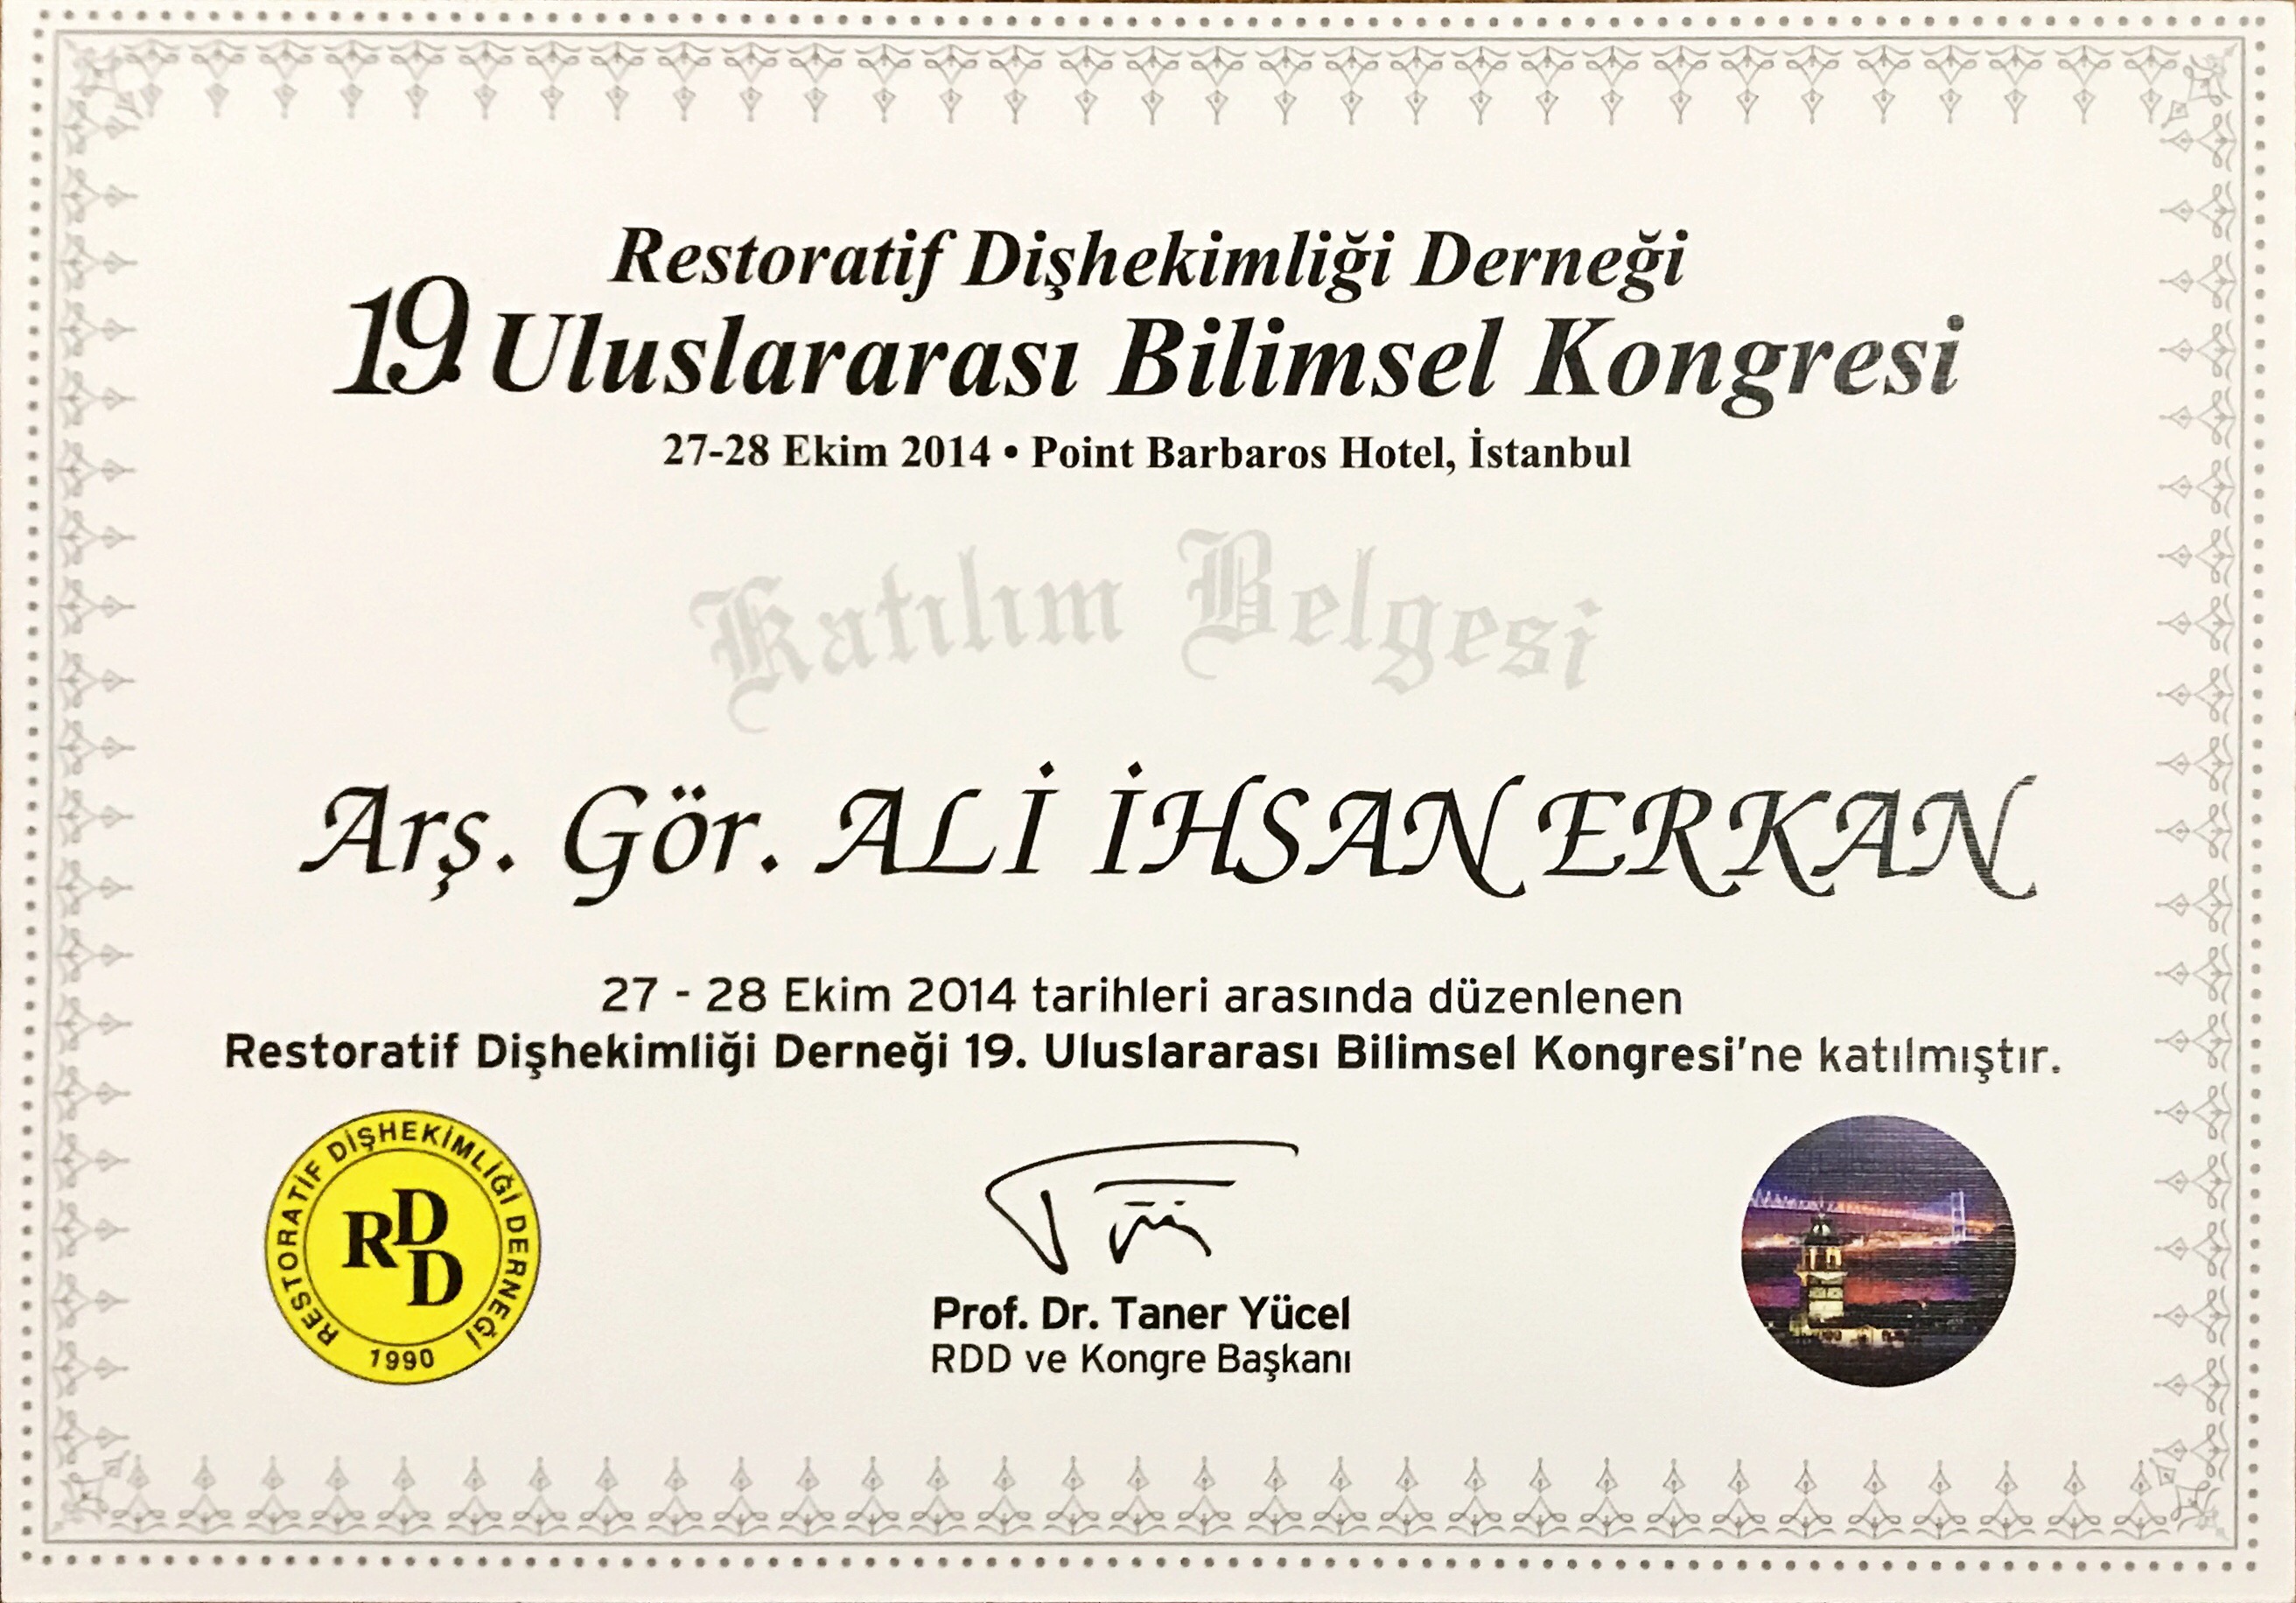 Restoratif Dişhekimliği Derneği
19. Uluslararası Bilimsel Kongresi
27-28 Ekim 2014 • Point Barbaros Hotel, İstanbul
Katılım Belgesi
Arş. Gör. ALİ İHSAN ERKAN
27 - 28 Ekim 2014 tarihleri arasında düzenlenen
Restoratif Dişhekimliği Derneği 19. Uluslararası Bilimsel Kongresi'ne katılmıştır.
RESTORATİF DİŞHEKİMLİĞİ DERNEĞİ
RDD
1990
Prof. Dr. Taner Yücel
RDD ve Kongre Başkanı